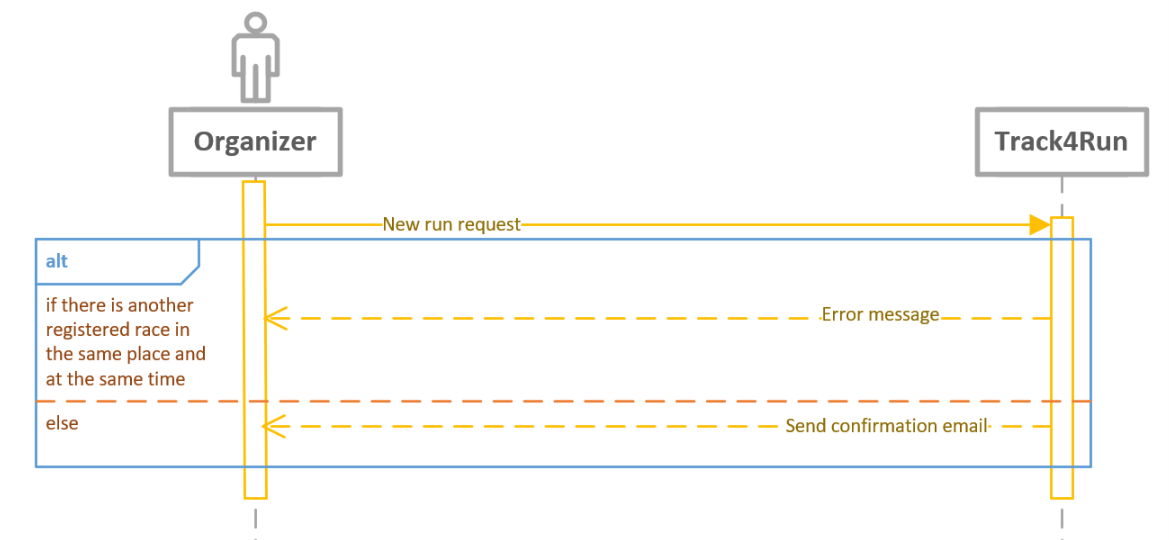 Organizer
Track4Run
New run request
alt
if there is another
registered race in
the same place and
at the same time
Error message
else
Send confirmation email